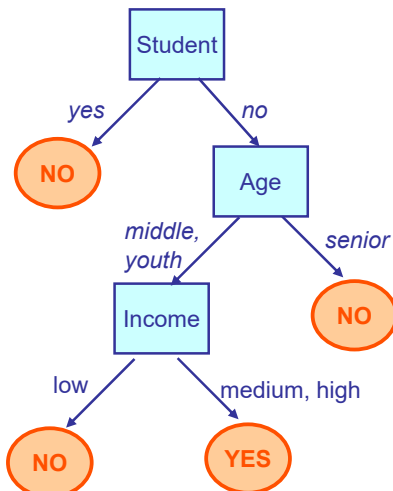 Student
yes
no
NO
Age
middle,
youth
senior
Income
NO
low
medium, high
NO
YES